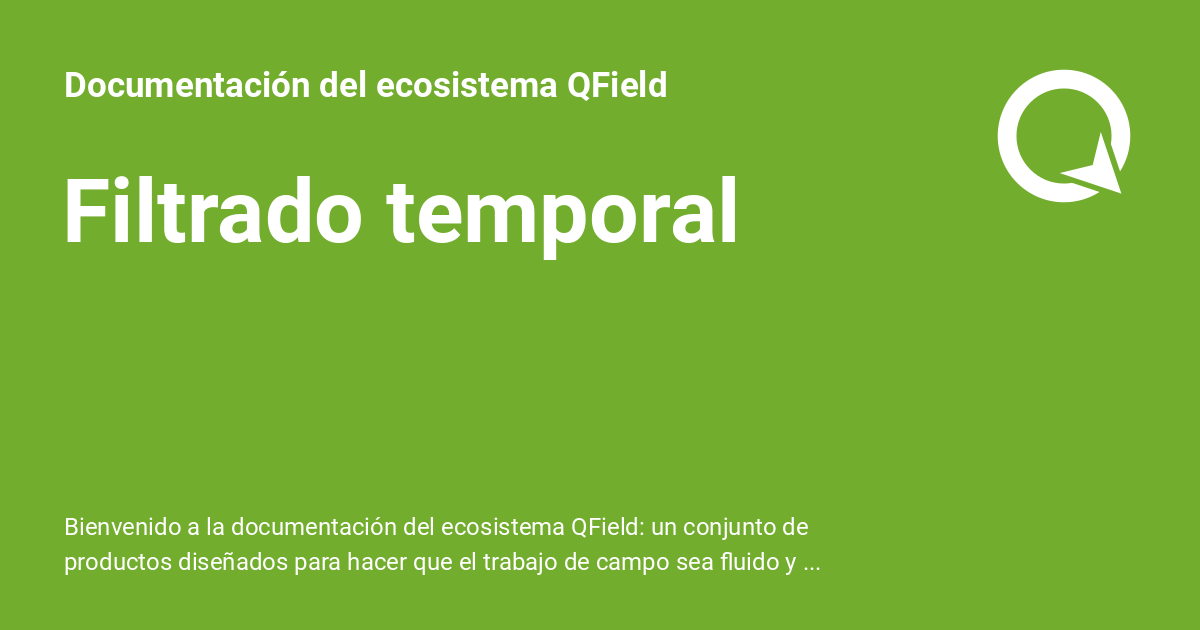 Documentación del ecosistema QField
Filtrado temporal
Bienvenido a la documentación del ecosistema QField: un conjunto de
productos diseñados para hacer que el trabajo de campo sea fluido y ...